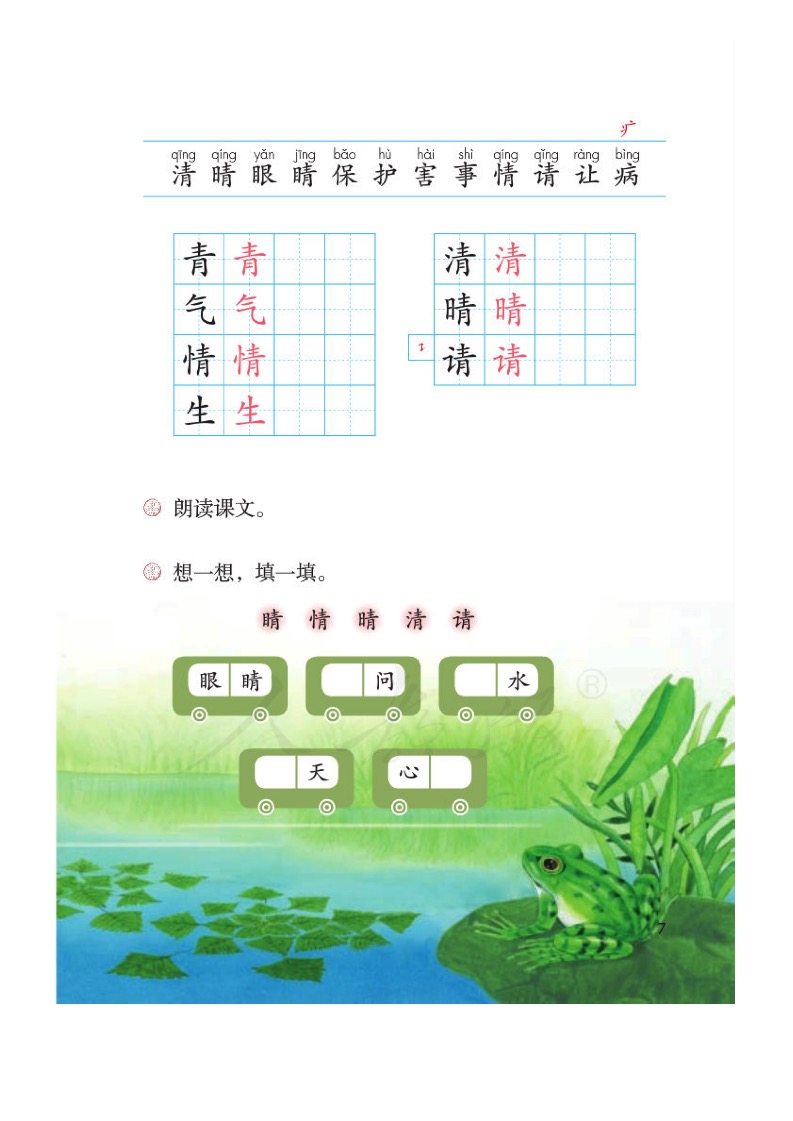 疒
qīng qíng yǎn jīng bǎo hù hài shì qíng qǐng ràng bìng
清 晴 眼 睛 保 护 害 事 情 请 让 病
青 青
气 气
情 情
生 生
清 清
晴 晴
请 请
朗读课文。
想一想，填一填。
睛 情 晴 清 请
眼 睛
问
水
®
天
心
7